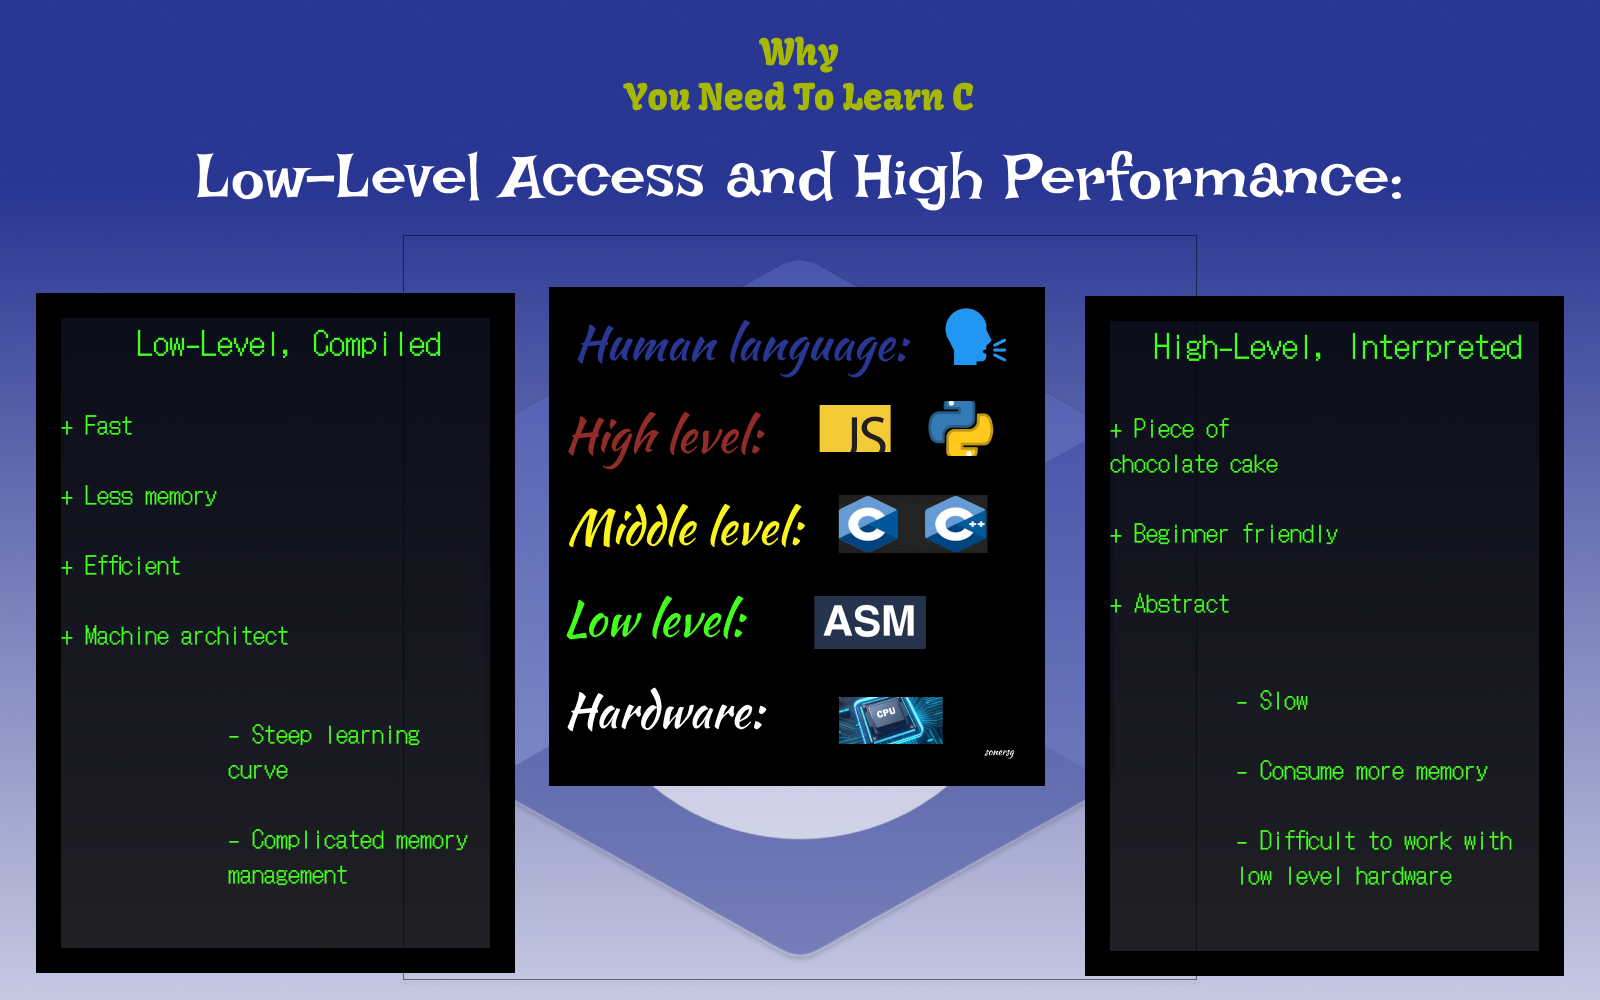 Why
You Need To Learn C
Low-Level Access and High Performance:
Low-Level, Compiled
+ Fast
+ Less memory
+ Efficient
+ Machine architect
- Steep learning
curve
- Complicated memory
management
Human language:
High level: JS
Middle level: C C++
Low level: ASM
Hardware: CPU
sonersg
High-Level, Interpreted
+ Piece of
chocolate cake
+ Beginner friendly
+ Abstract
- Slow
- Consume more memory
- Difficult to work with
low level hardware